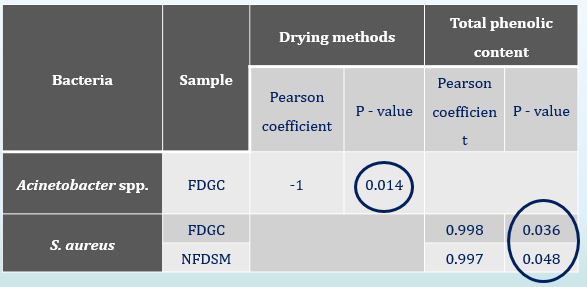 Bacteria
Sample
Drying methods
Total phenolic
content
Pearson
coefficient
P - value
Pearson
coefficien
t
P - value
Acinetobacter spp.
FDGC
-1
0.014
S. aureus
FDGC
0.998
0.036
NFDSM
0.997
0.048